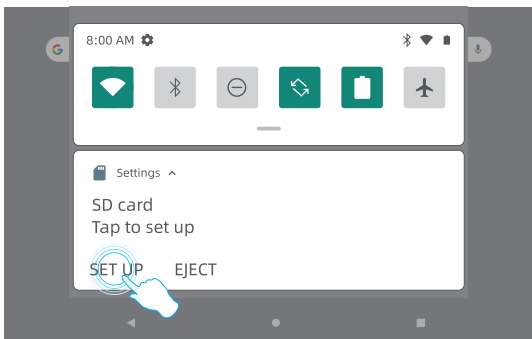 8:00 AM
G
Settings
SD card
Tap to set up
SET UP EJECT